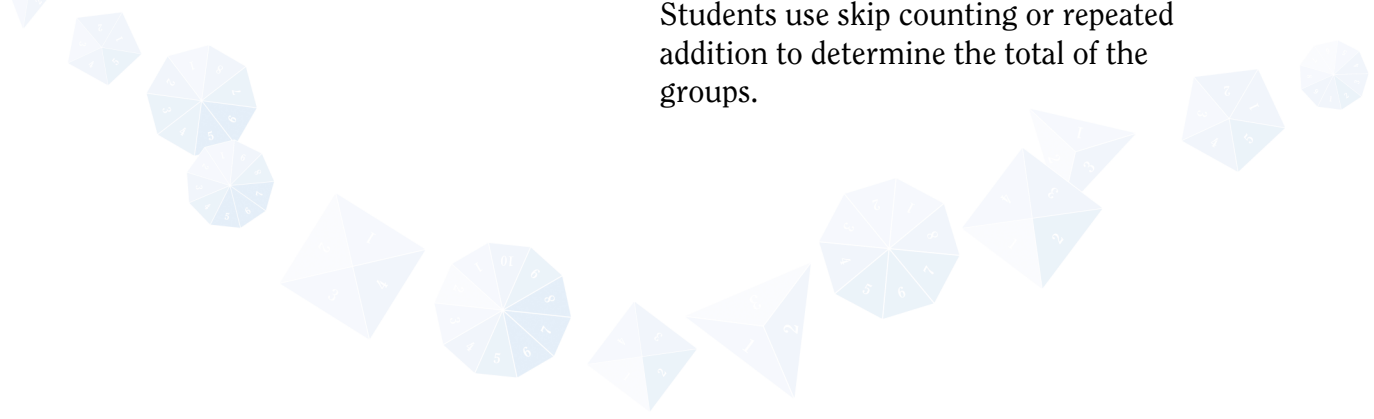 Students use skip counting or repeated
addition to determine the total of the
groups.